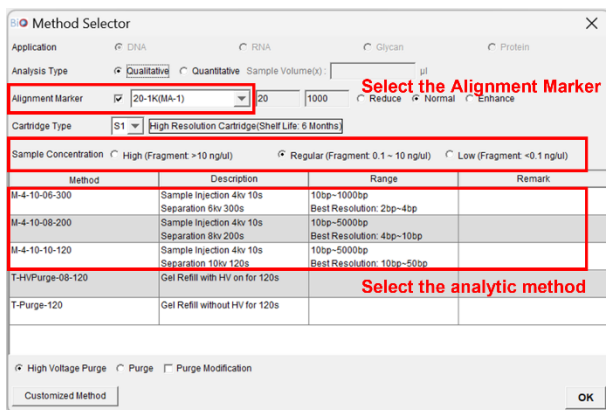 BiO Method Selector
Application DNA RNA Glycan Protein
Analysis Type Qualitative Quantitative Sample Volume(x): µl
Select the Alignment Marker
Alignment Marker 20-1K(MA-1) 20 1000 Reduce Normal Enhance
Cartridge Type S1 High Resolution Cartridge(Shelf Life: 6 Months)
Sample Concentration High (Fragment: >10 ng/ul) Regular (Fragment: 0.1 ~ 10 ng/ul) Low (Fragment: <0.1 ng/ul)
Method Description Range Remark
M-4-10-06-300 Sample Injection 4kv 10s 10bp~1000bp
Separation 6kv 300s Best Resolution: 2bp~4bp
M-4-10-08-200 Sample Injection 4kv 10s 10bp~5000bp
Separation 8kv 200s Best Resolution: 4bp~10bp
M-4-10-10-120 Sample Injection 4kv 10s 10bp~5000bp
Separation 10kv 120s Best Resolution: 10bp~50bp
T-HVPurge-08-120 Gel Refill with HV on for 120s
Select the analytic method
T-Purge-120 Gel Refill without HV for 120s
High Voltage Purge Purge Purge Modification
Customized Method OK